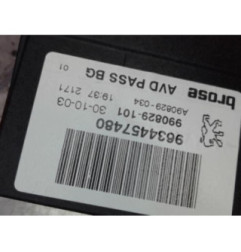 brose
AVD PASS BG
01
A90829-034
19:37 2171
990829-101 30-10-03
9634457480